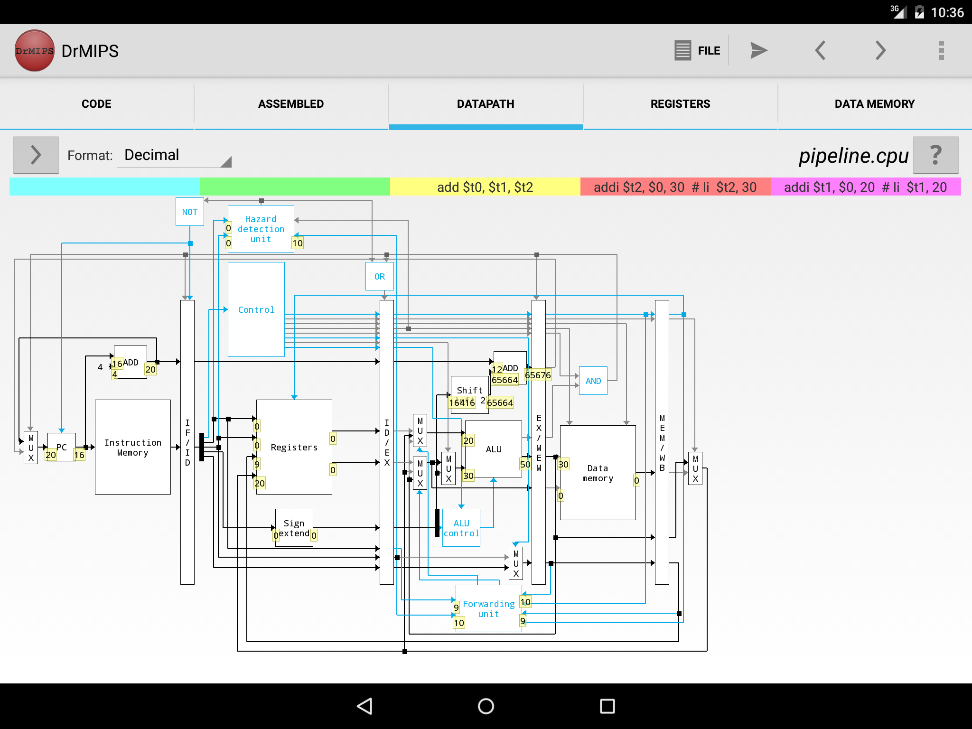 3G 10:36
DrMIPS DrMIPS FILE
CODE ASSEMBLED DATAPATH REGISTERS DATA MEMORY
Format: Decimal pipeline.cpu ?
add $t0, $t1, $t2 addi $t2, $0, 30 # li $t2, 30 addi $t1, $0, 20 # li $t1, 20
NOT
Hazard
detection
unit
0
0
10
OR
Control
4
16
4
ADD
20
12
ADD
65664
65676
Shift
2
16416
65664
AND
MUX
PC
20
16
Instruction
Memory
IF/ID
Registers
0
0
9
20
0
0
Sign
extend
0
0
ID/EX
MUX
MUX
MUX
ALU
20
30
50
ALU
control
MUX
EX/MEM
Data
memory
30
0
0
MEM/WB
MUX
Forwarding
unit
9
10
10
9